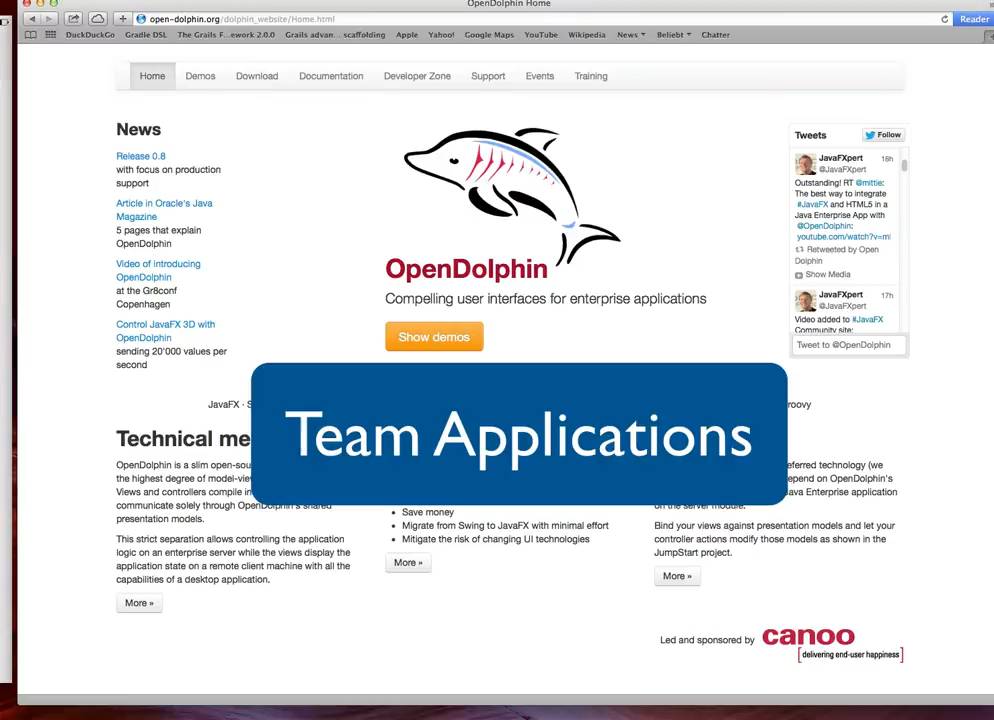 OpenDolphin Home
open-dolphin.org/dolphin_website/Home.html
Reader
DuckDuckGo Gradle DSL The Grails F...ework 2.0.0 Grails advan... scaffolding Apple Yahoo! Google Maps YouTube Wikipedia News Beliebt Chatter
Home Demos Download Documentation Developer Zone Support Events Training
News
Release 0.8
with focus on production
support
Article in Oracle's Java
Magazine
5 pages that explain
OpenDolphin
Video of introducing
OpenDolphin
at the Gr8conf
Copenhagen
Control JavaFX 3D with
OpenDolphin
sending 20'000 values per
second
OpenDolphin
Compelling user interfaces for enterprise applications
Show demos
Tweets
Follow
JavaFXpert 16h
@JavaFXpert
Outstanding! RT @mittie:
The best way to integrate
#JavaFX and HTML5 in a
Java Enterprise App with
@OpenDolphin:
youtube.com/watch?v=m
Retweeted by Open
Dolphin
Show Media
JavaFXpert 17h
@JavaFXpert
Video added to #JavaFX
Community site:
Tweet to @OpenDolphin
Team Applications
JavaFX · S
roovy
Technical me
OpenDolphin is a slim open-sou
the highest degree of model-vie
Views and controllers compile in
communicate solely through OpenDolphin's shared
presentation models.
This strict separation allows controlling the application
logic on an enterprise server while the views display the
application state on a remote client machine with all the
capabilities of a desktop application.
More »
• Save money
• Migrate from Swing to JavaFX with minimal effort
• Mitigate the risk of changing UI technologies
More »
eferred technology (we
epend on OpenDolphin's
Java Enterprise application
on the server module.
Bind your views against presentation models and let your
controller actions modify those models as shown in the
JumpStart project.
More »
Led and sponsored by canoo
[delivering end-user happiness]